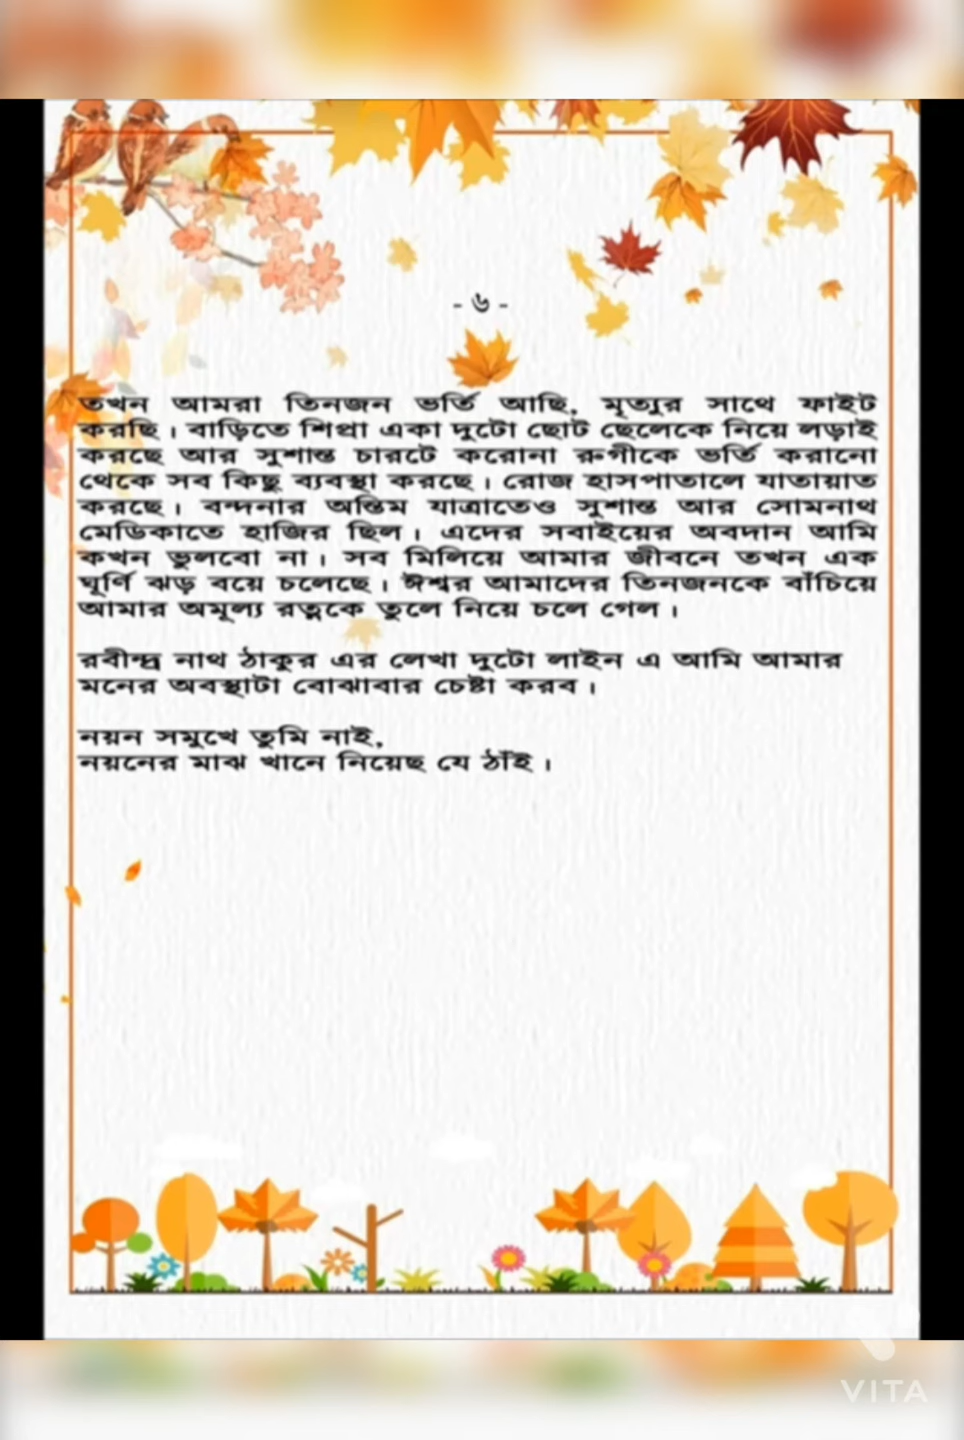 - ৬ -
তখন আমরা তিনজন ভর্তি আছি, মৃত্যুর সাথে ফাইট
করছি। বাড়িতে শিপ্রা একা দুটো ছোট ছেলেকে নিয়ে লড়াই
করছে আর সুশান্ত চারটে করোনা রুগীকে ভর্তি করানো
থেকে সব কিছু ব্যবস্থা করছে। রোজ হাসপাতালে যাতায়াত
করছে। বন্দনার অন্তিম যাত্রাতেও সুশান্ত আর সোমনাথ
মেডিকাতে হাজির ছিল। এদের সবাইয়ের অবদান আমি
কখন ভুলবো না। সব মিলিয়ে আমার জীবনে তখন এক
ঘূর্ণি ঝড় বয়ে চলেছে। ঈশ্বর আমাদের তিনজনকে বাঁচিয়ে
আমার অমূল্য রত্নকে তুলে নিয়ে চলে গেল।
রবীন্দ্র নাথ ঠাকুর এর লেখা দুটো লাইন এ আমি আমার
মনের অবস্থাটা বোঝাবার চেষ্টা করব।
নয়ন সমুখে তুমি নাই,
নয়নের মাঝ খানে নিয়েছ যে ঠাঁই।
VITA